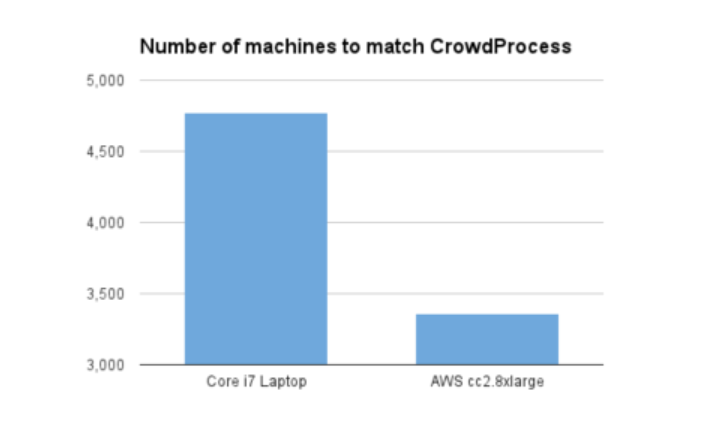 Number of machines to match CrowdProcess
5,000
4,500
4,000
3,500
3,000
Core i7 Laptop
AWS cc2.8xlarge